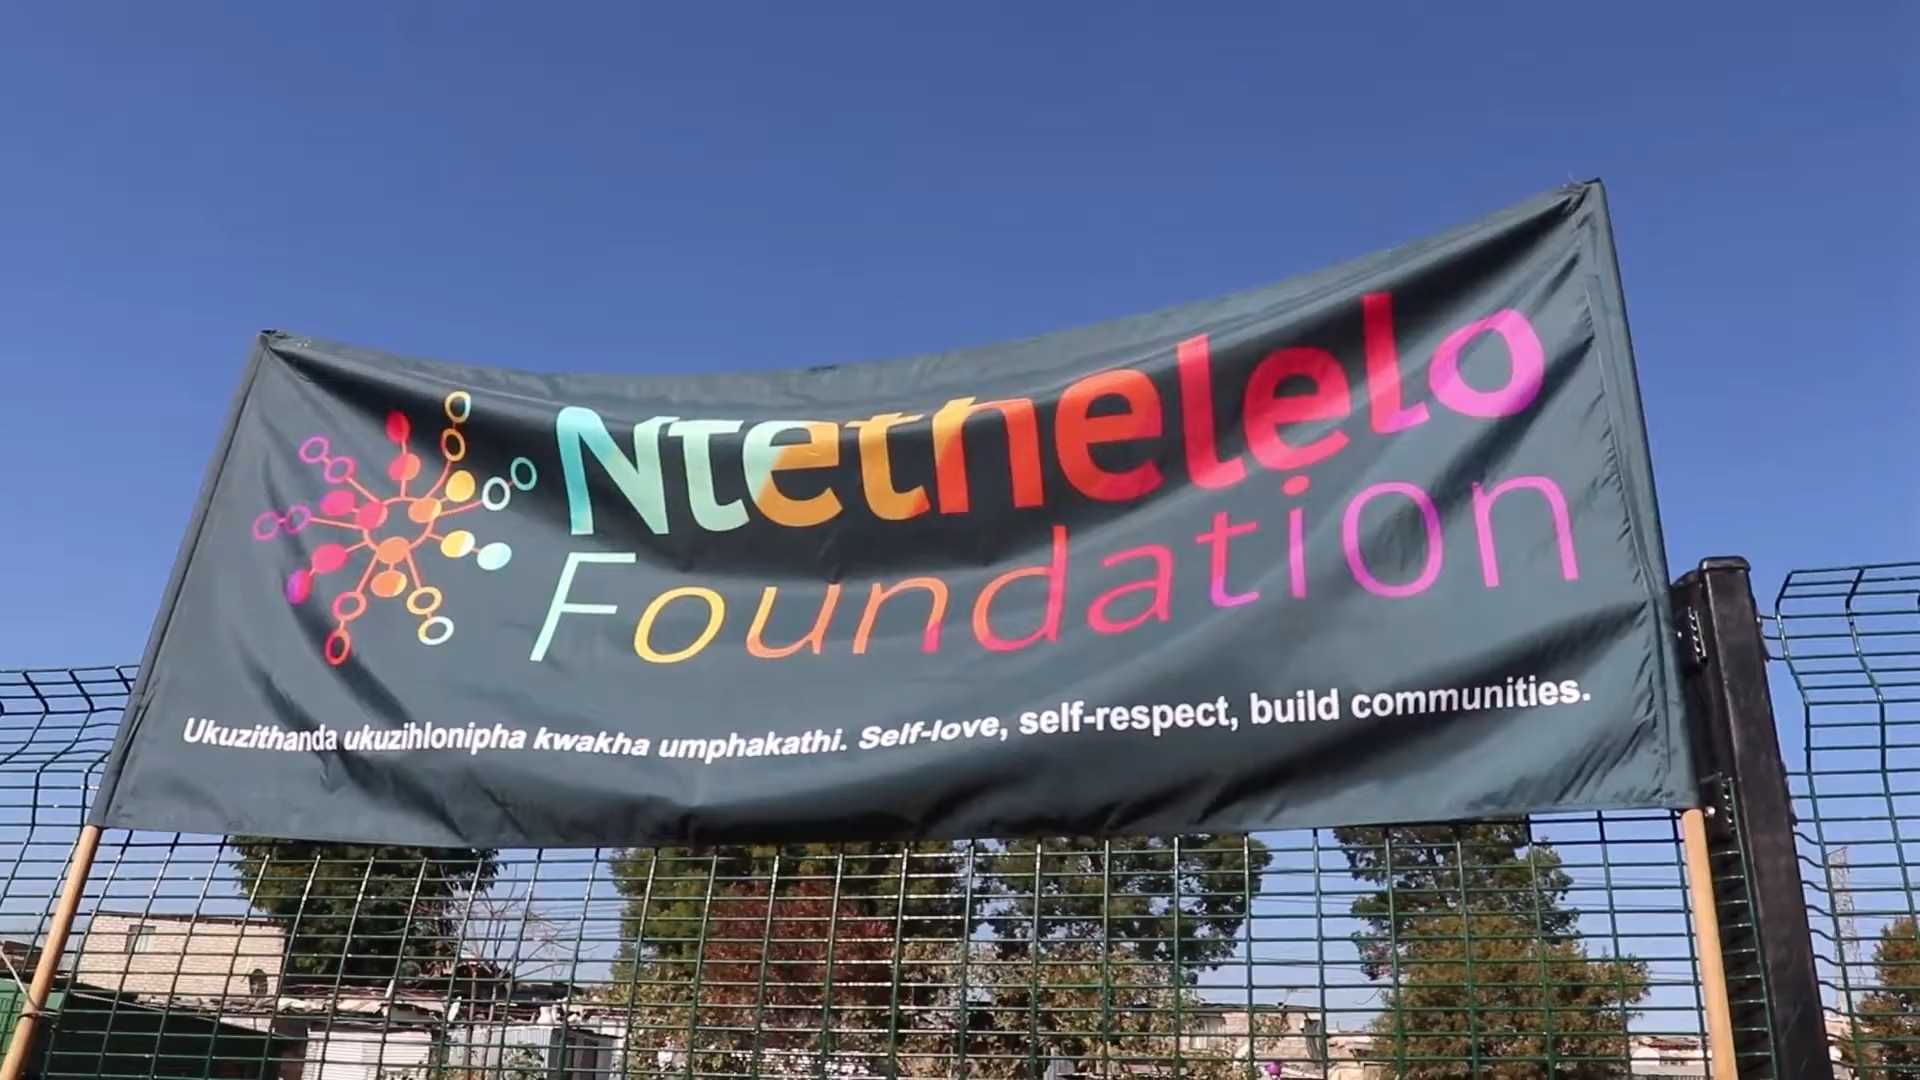 Ntethelelo
Foundation
Ukuzithanda ukuzihlonipha kwakha umphakathi. Self-love, self-respect, build communities.